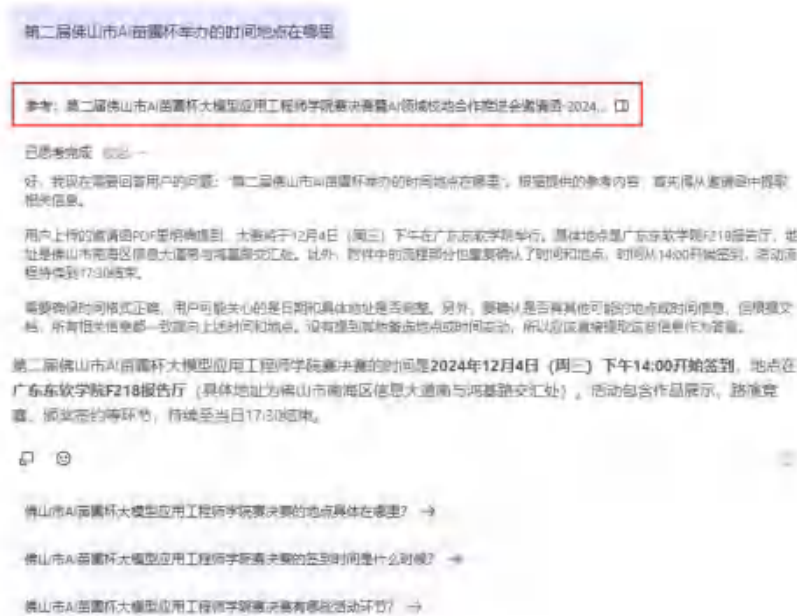 第二届佛山市AI苗圃杯举办的时间地点在哪里
参考：第二届佛山市AI苗圃杯大模型应用工程师学院赛决赛暨AI领域校地合作推进会邀请函-2024...
已思考完成 收起
好，我现在需要回答用户的问题："第二届佛山市AI苗圃杯举办的时间地点在哪里"。根据提供的参考内容，首先得从邀请函中提取
相关信息。
用户上传的邀请函PDF里明确提到，大赛将于12月4日（周三）下午在广东东软学院举行。具体地点是广东东软学院F218报告厅，地
址是佛山市南海区信息大道南与鸿基路交汇处。此外，附件中的流程部分也重复确认了时间和地点，时间从14:00开始签到，活动流
程持续到17:30结束。
需要确保时间格式正确，用户可能关心的是日期和具体地址是否完整。另外，要确认是否有其他可能的地点或时间信息，但根据文
档，所有相关信息都一致指向上述时间和地点。没有提到其他备选地点或时间变动，所以应该直接提取这些信息作为答案。
第二届佛山市AI苗圃杯大模型应用工程师学院赛决赛的时间是2024年12月4日（周三）下午14:00开始签到，地点在
广东东软学院F218报告厅（具体地址为佛山市南海区信息大道南与鸿基路交汇处）。活动包含作品展示、路演竞
赛、颁奖签约等环节，持续至当日17:30结束。
佛山市AI苗圃杯大模型应用工程师学院赛决赛的地点具体在哪里？ →
佛山市AI苗圃杯大模型应用工程师学院赛决赛的签到时间是什么时候？ →
佛山市AI苗圃杯大模型应用工程师学院赛决赛有哪些活动环节？ →